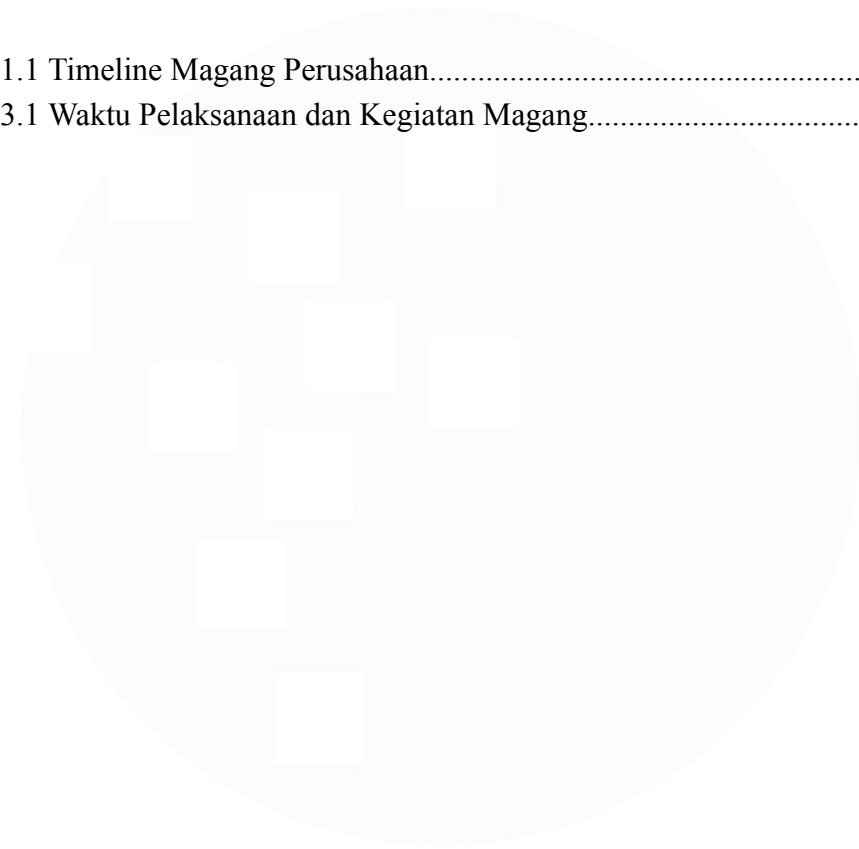 1.1 Timeline Magang Perusahaan......................................................
3.1 Waktu Pelaksanaan dan Kegiatan Magang..................................